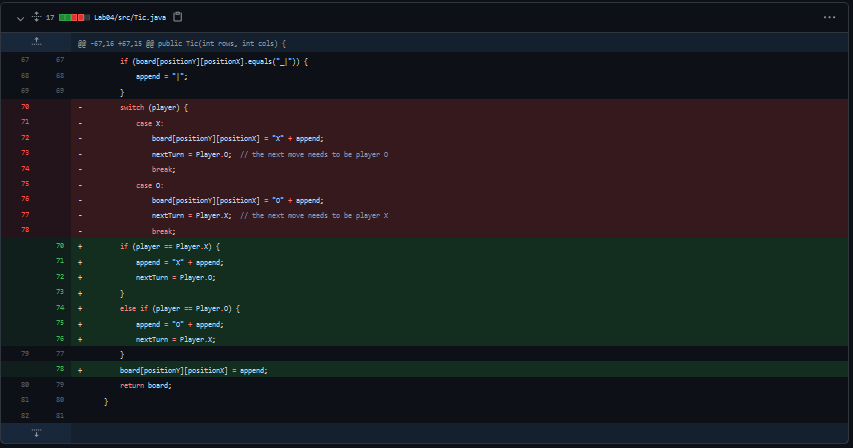 17 Lab04/src/Tic.java
@@ -67,16 +67,15 @@ public Tic(int rows, int cols) {
67 67 if (board[positionY][positionX].equals("_|")) {
68 68 append = "|";
69 69 }
70 - switch (player) {
71 - case X:
72 - board[positionY][positionX] = "X" + append;
73 - nextTurn = Player.O; // the next move needs to be player O
74 - break;
75 - case O:
76 - board[positionY][positionX] = "O" + append;
77 - nextTurn = Player.X; // the next move needs to be player X
78 - break;
70 + if (player == Player.X) {
71 + append = "X" + append;
72 + nextTurn = Player.O;
73 + }
74 + else if (player == Player.O) {
75 + append = "O" + append;
76 + nextTurn = Player.X;
79 77 }
78 + board[positionY][positionX] = append;
80 79 return board;
81 80 }
82 81